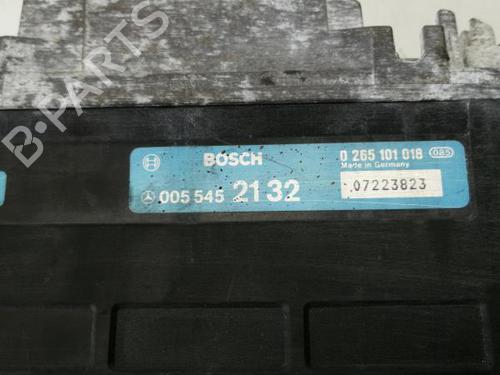 B-PARTS
BOSCH 0 265 101 018 085
Made in Germany
005 545 21 32 07223823